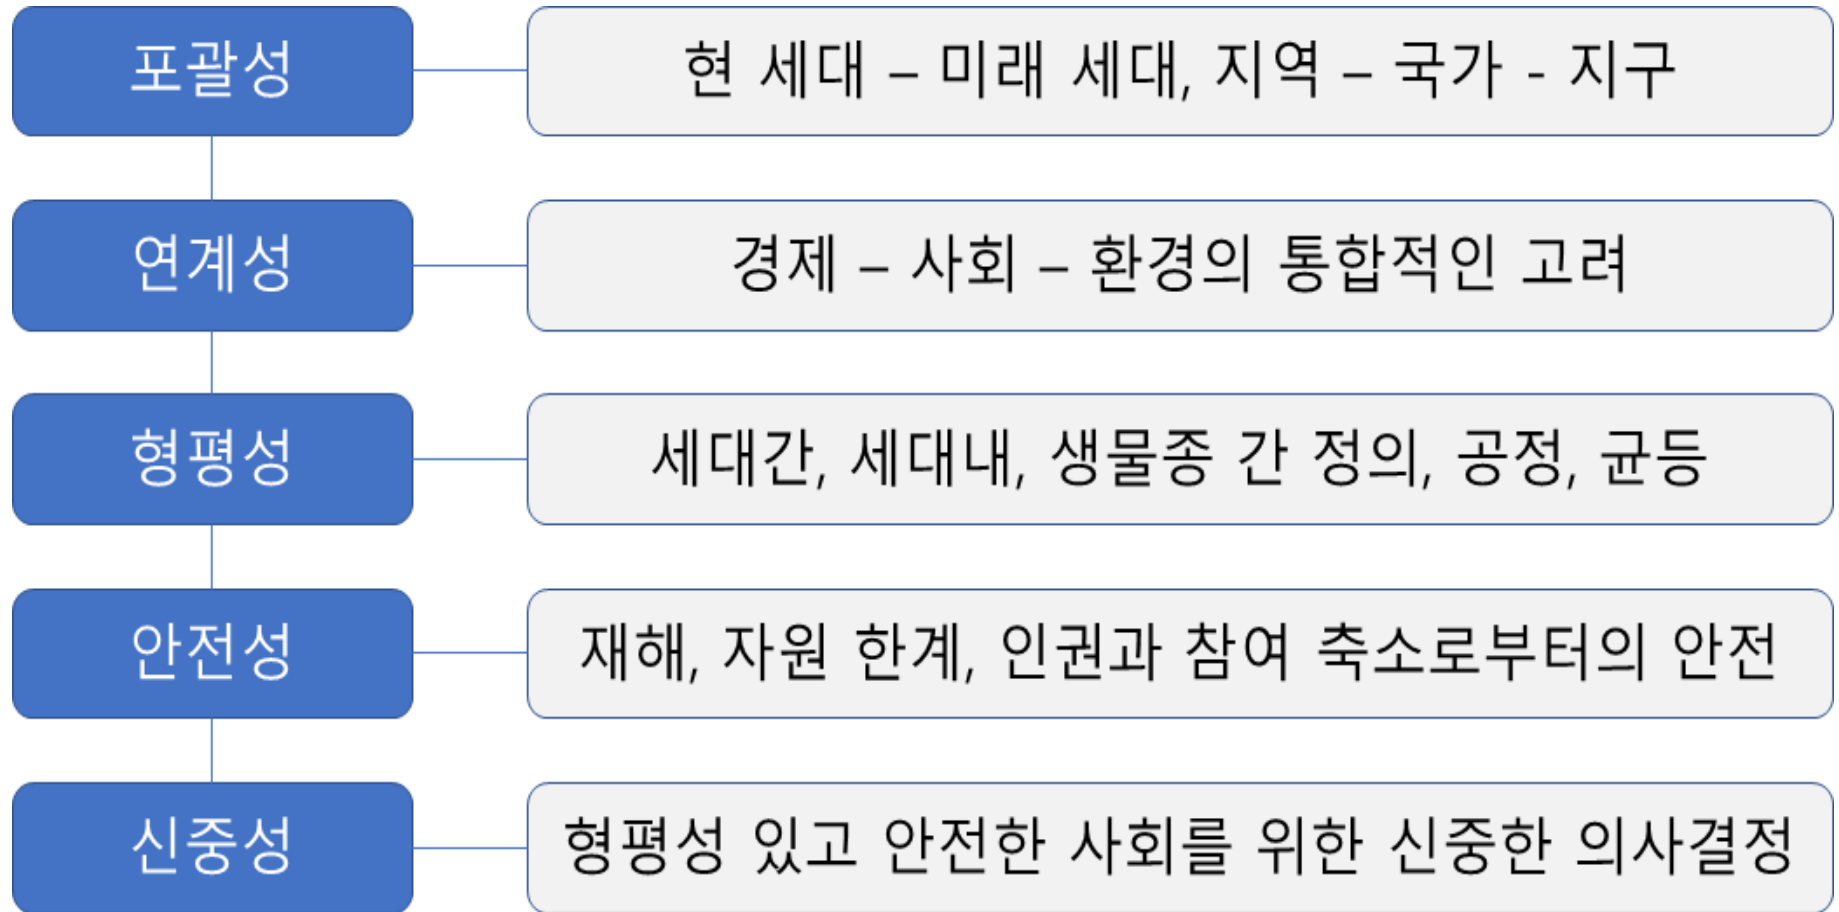 포괄성
현 세대 – 미래 세대, 지역 – 국가 - 지구
연계성
경제 – 사회 – 환경의 통합적인 고려
형평성
세대간, 세대내, 생물종 간 정의, 공정, 균등
안전성
재해, 자원 한계, 인권과 참여 축소로부터의 안전
신중성
형평성 있고 안전한 사회를 위한 신중한 의사결정